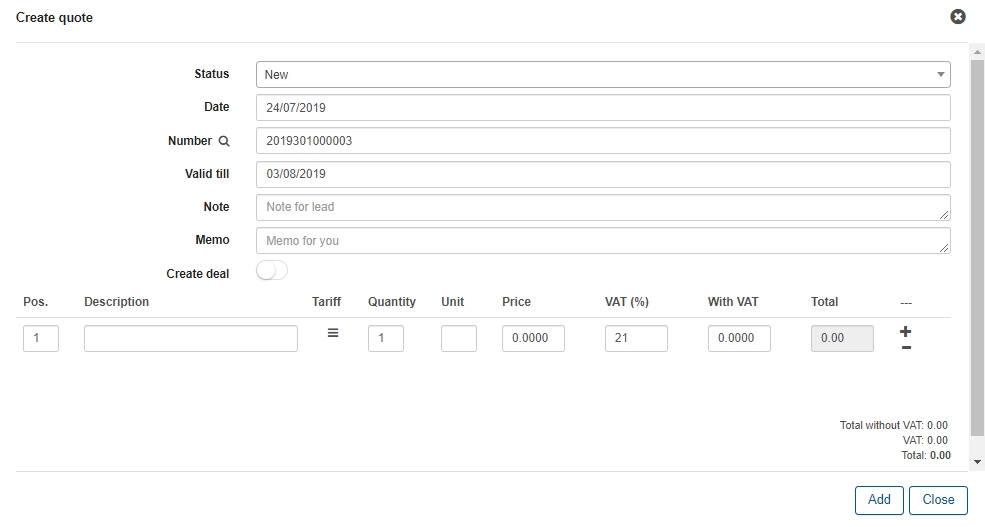 Create quote
Status New
Date 24/07/2019
Number 2019301000003
Valid till 03/08/2019
Note Note for lead
Memo Memo for you
Create deal
Pos. Description Tariff Quantity Unit Price VAT (%) With VAT Total ---
1 1 0.0000 21 0.0000 0.00
Total without VAT: 0.00
VAT: 0.00
Total: 0.00
Add Close